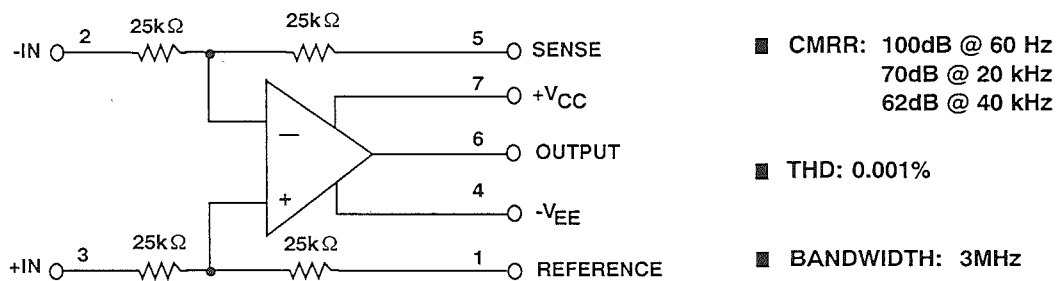 25kΩ 25kΩ
-IN 2 5 SENSE
7 +VCC
−
6 OUTPUT
+
4 -VEE
25kΩ 25kΩ
+IN 3 1 REFERENCE
■ CMRR: 100dB @ 60 Hz
70dB @ 20 kHz
62dB @ 40 kHz
■ THD: 0.001%
■ BANDWIDTH: 3MHz